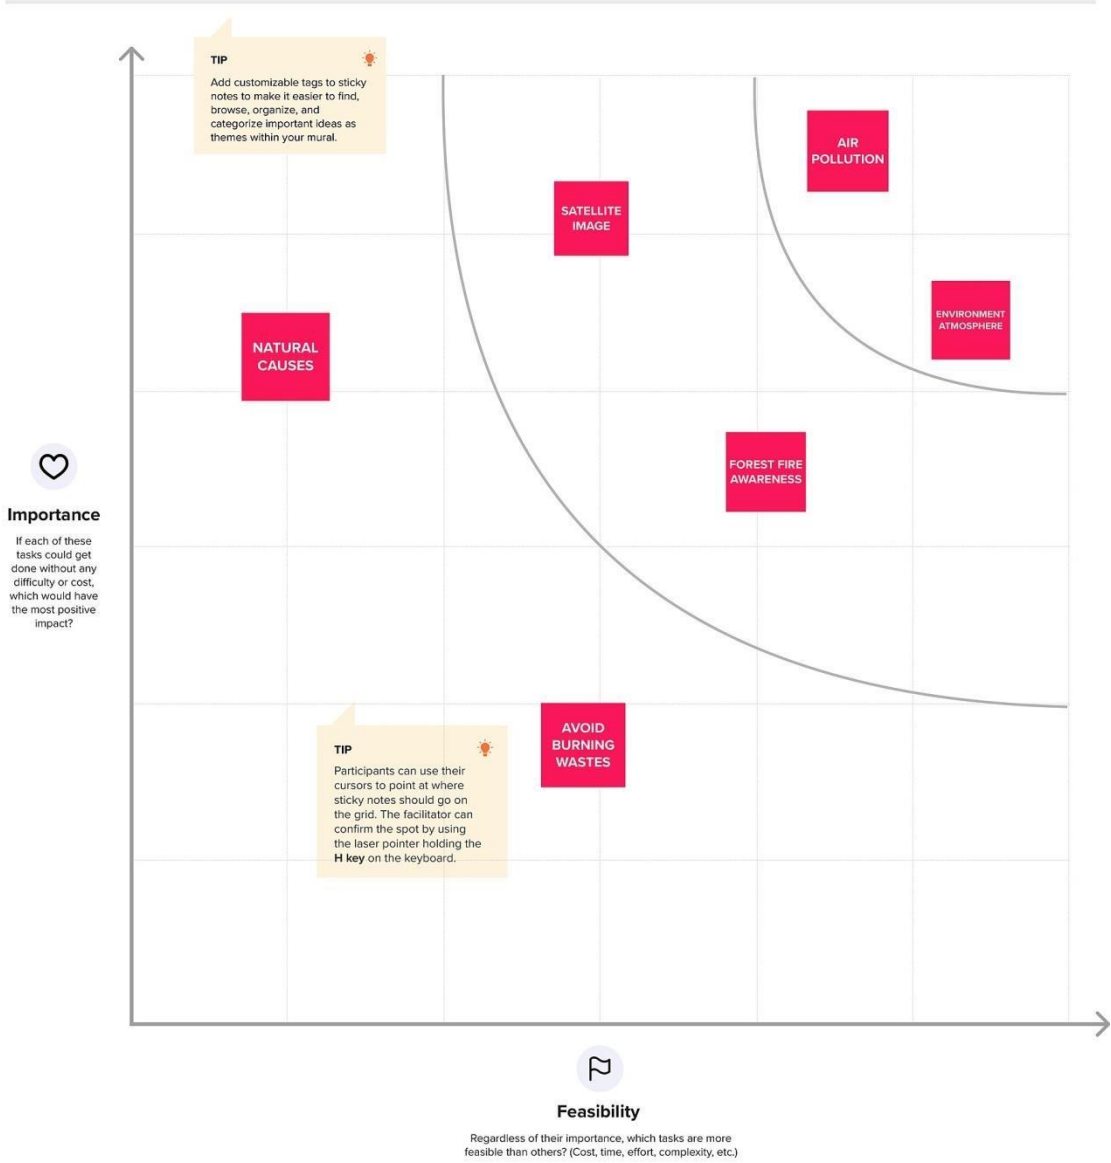 TIP
Add customizable tags to sticky
notes to make it easier to find,
browse, organize, and
categorize important ideas as
themes within your mural.
AIR
POLLUTION
SATELLITE
IMAGE
ENVIRONMENT
ATMOSPHERE
NATURAL
CAUSES
FOREST FIRE
AWARENESS
Importance
If each of these
tasks could get
done without any
difficulty or cost,
which would have
the most positive
impact?
AVOID
BURNING
WASTES
TIP
Participants can use their
cursors to point at where
sticky notes should go on
the grid. The facilitator can
confirm the spot by using
the laser pointer holding the
H key on the keyboard.
Feasibility
Regardless of their importance, which tasks are more
feasible than others? (Cost, time, effort, complexity, etc.)